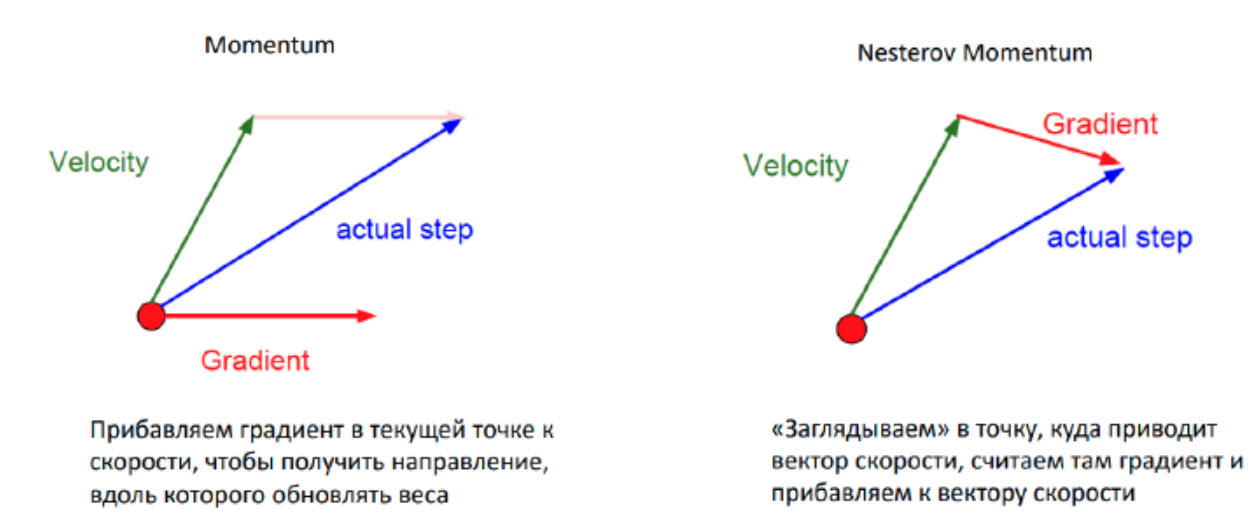 Momentum
Velocity
actual step
Gradient
Прибавляем градиент в текущей точке к
скорости, чтобы получить направление,
вдоль которого обновлять веса
Nesterov Momentum
Gradient
Velocity
actual step
«Заглядываем» в точку, куда приводит
вектор скорости, считаем там градиент и
прибавляем к вектору скорости